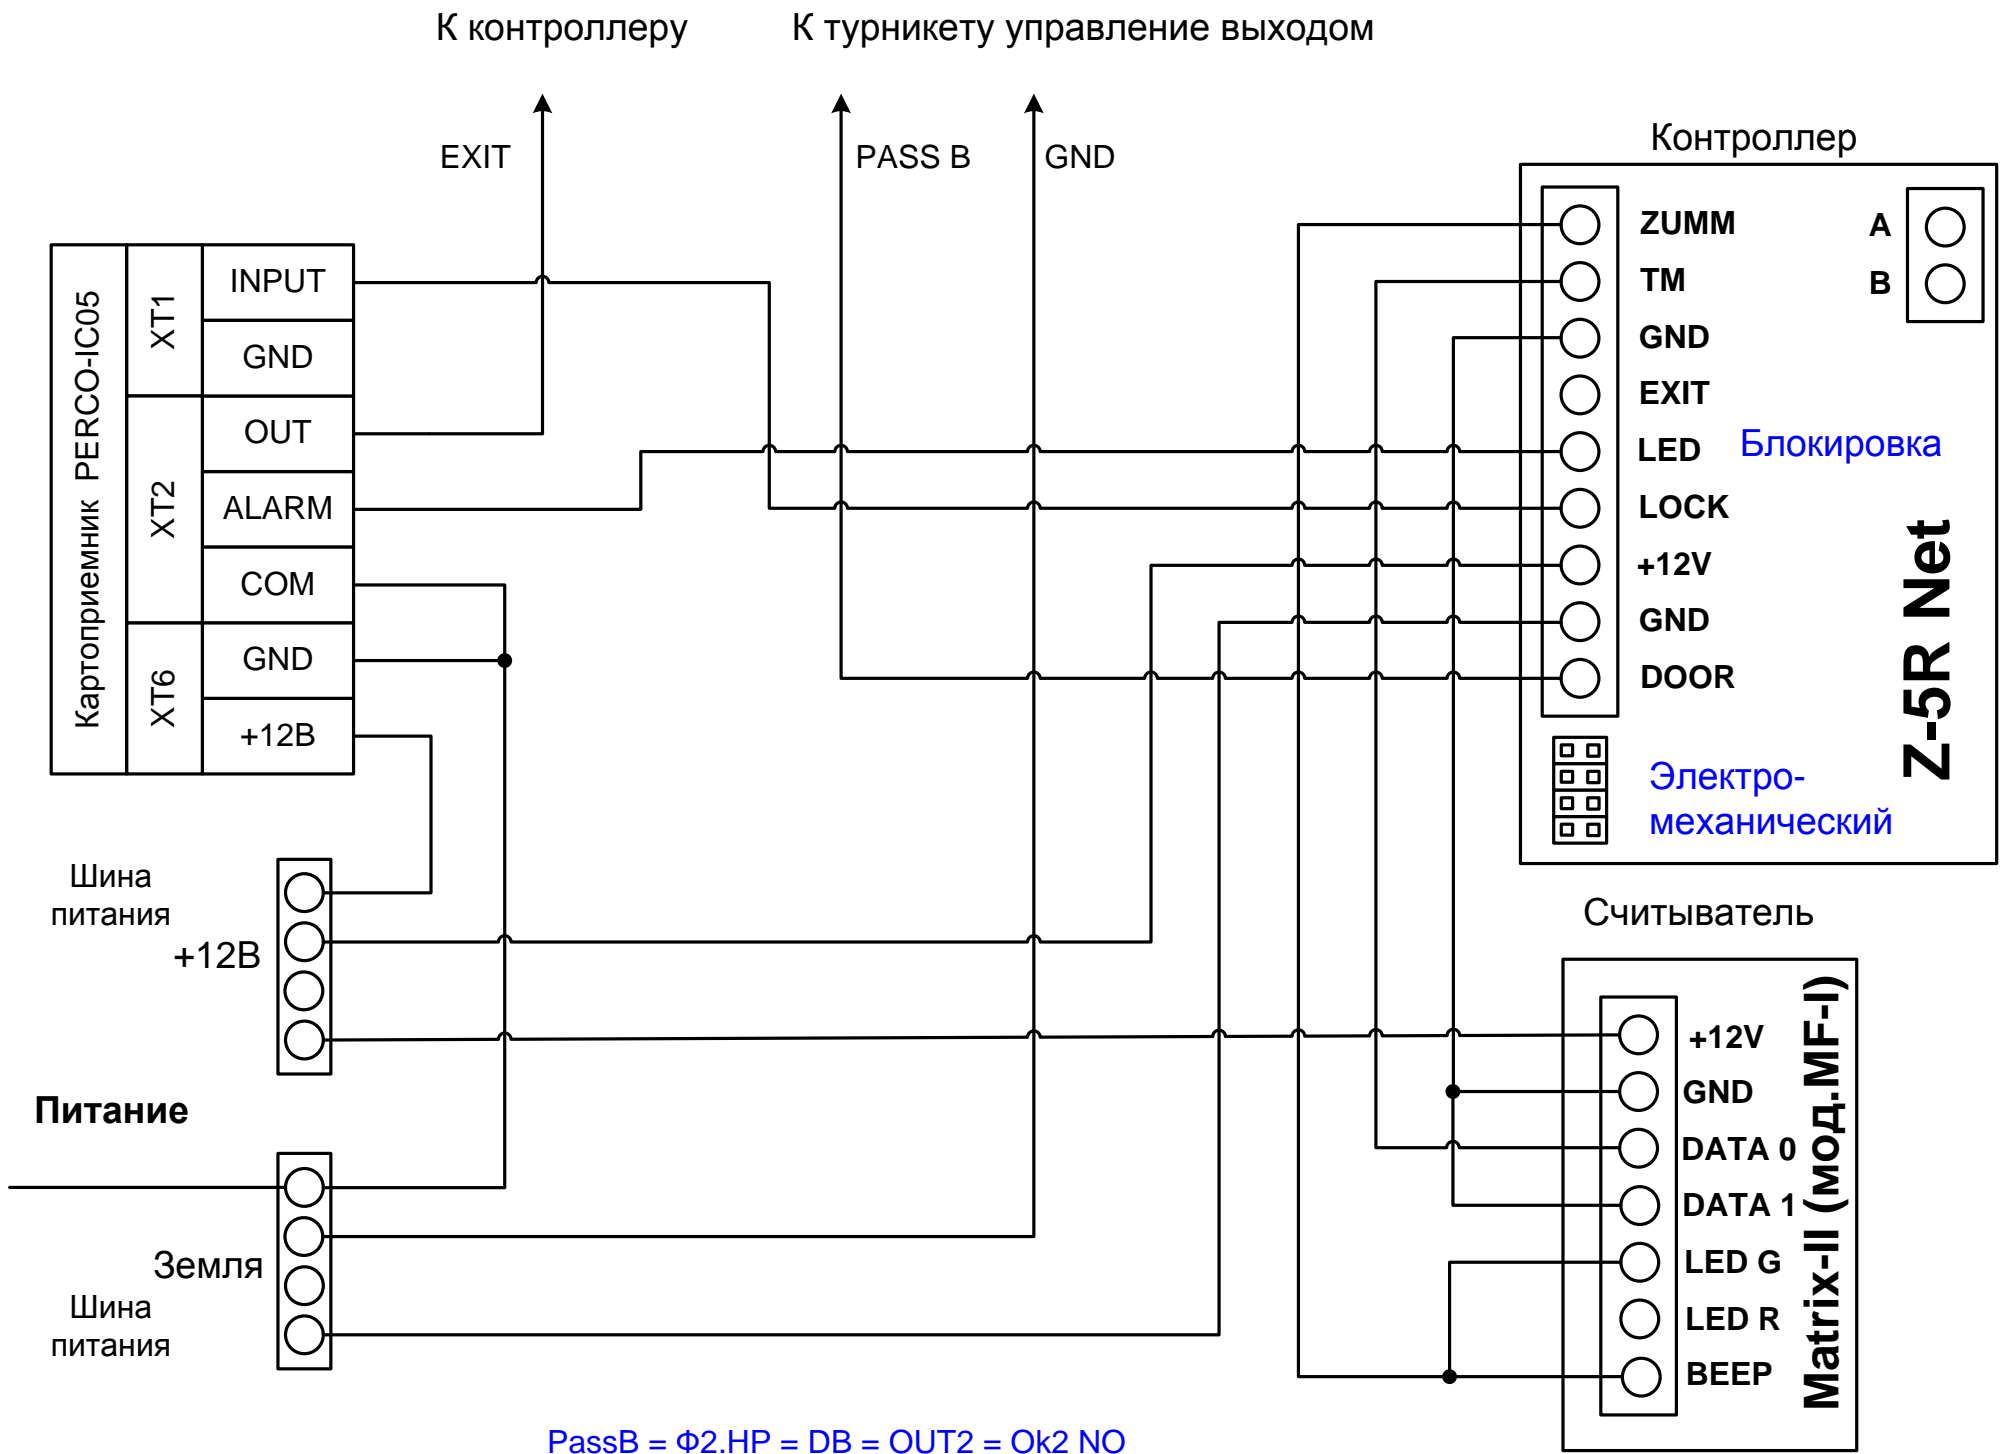 К контроллеру
К турникету управление выходом
EXIT
PASS B
GND
Картоприемник PERCO-IC05
XT1
INPUT
GND
XT2
OUT
ALARM
COM
XT6
GND
+12В
Контроллер
ZUMM
TM
GND
EXIT
LED
Блокировка
LOCK
+12V
GND
DOOR
A
B
Z-5R Net
Электро-
механический
Шина
питания
+12В
Питание
Земля
Шина
питания
Считыватель
+12V
GND
DATA 0
DATA 1
LED G
LED R
BEEP
Matrix-II (мод.MF-I)
PassB = Ф2.НР = DB = OUT2 = Ok2 NO